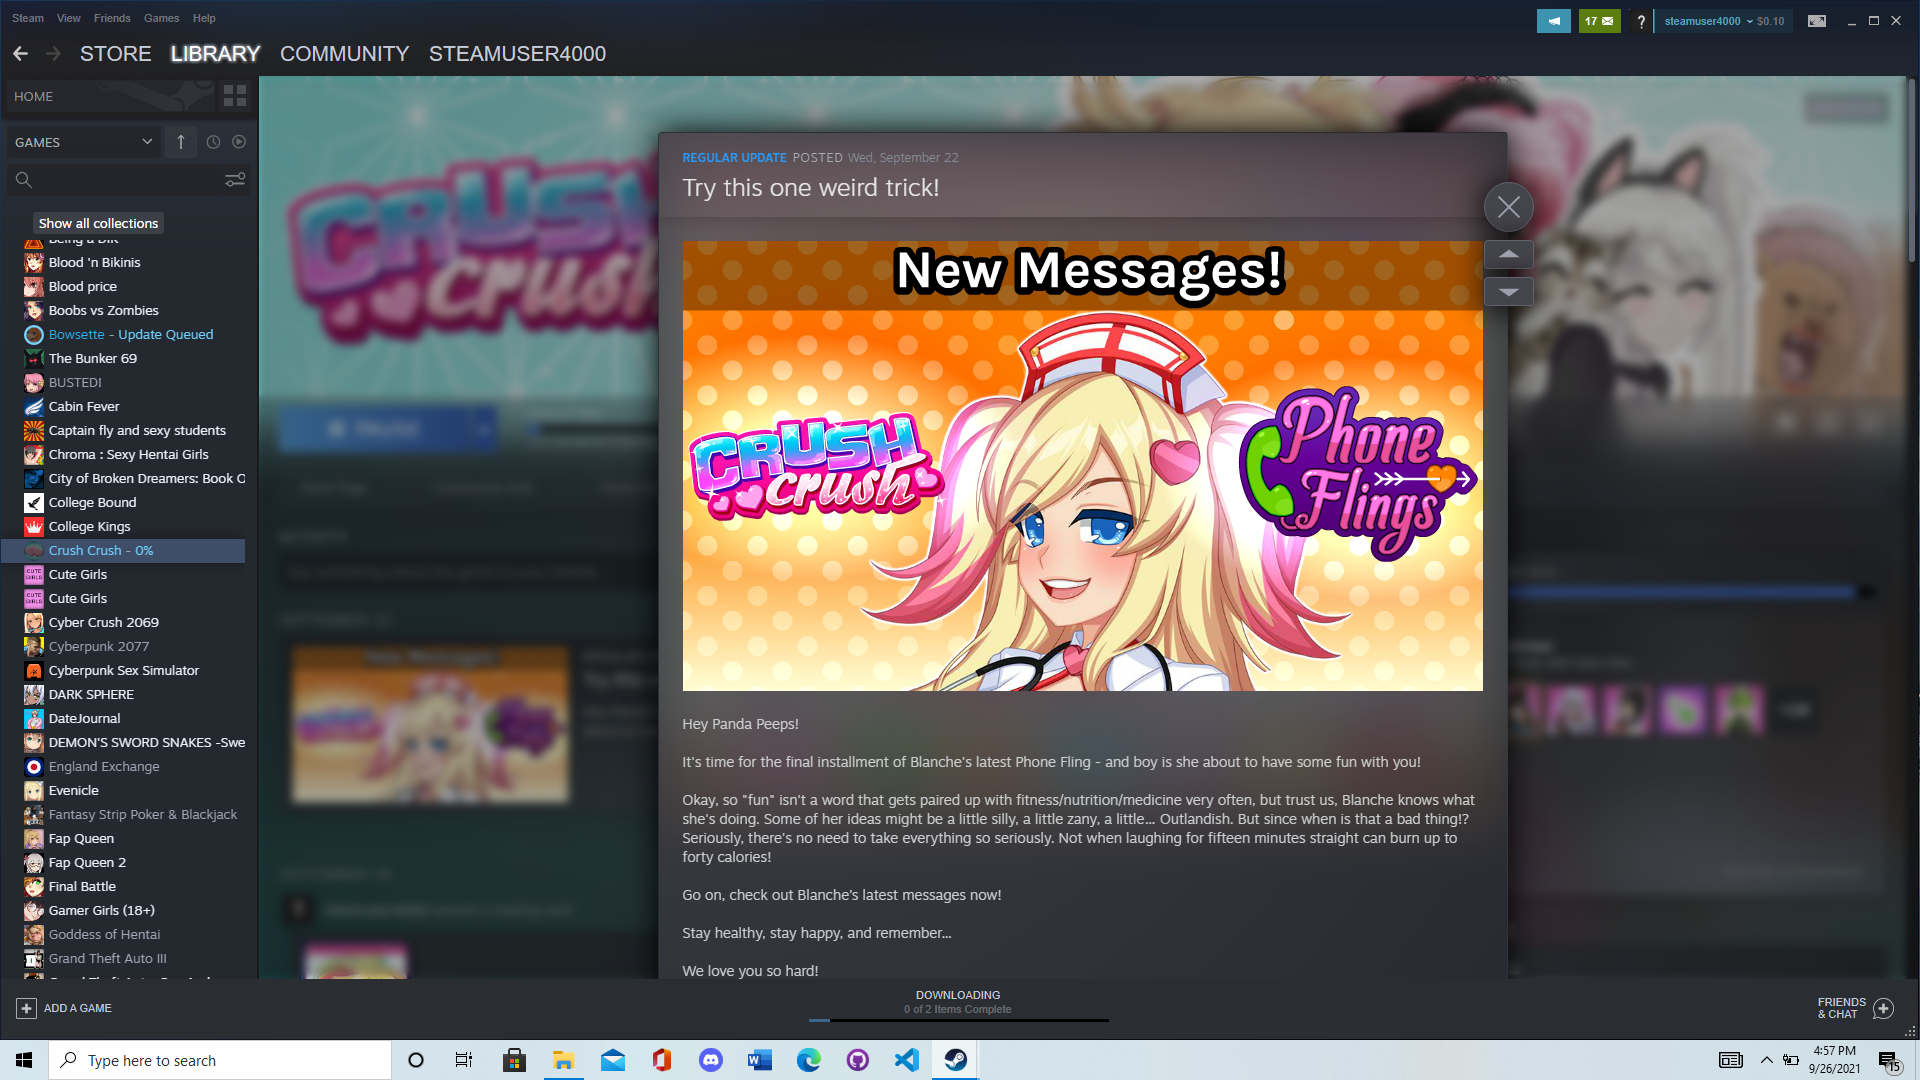 Steam View Friends Games Help
17
?
steamuser4000 $0.10
STORE LIBRARY COMMUNITY STEAMUSER4000
HOME
GAMES
Show all collections
Being a DIK
Blood 'n Bikinis
Blood price
Boobs vs Zombies
Bowsette - Update Queued
The Bunker 69
BUSTED!
Cabin Fever
Captain fly and sexy students
Chroma : Sexy Hentai Girls
City of Broken Dreamers: Book O
College Bound
College Kings
Crush Crush - 0%
Cute Girls
Cute Girls
Cyber Crush 2069
Cyberpunk 2077
Cyberpunk Sex Simulator
DARK SPHERE
DateJournal
DEMON'S SWORD SNAKES -Swe
England Exchange
Evenicle
Fantasy Strip Poker & Blackjack
Fap Queen
Fap Queen 2
Final Battle
Gamer Girls (18+)
Goddess of Hentai
Grand Theft Auto III
CRUSH
crush
PAUSE
REGULAR UPDATE POSTED Wed, September 22
Try this one weird trick!
New Messages!
CRUSH
crush
Phone
Flings
Hey Panda Peeps!
It's time for the final installment of Blanche's latest Phone Fling - and boy is she about to have some fun with you!
Okay, so "fun" isn't a word that gets paired up with fitness/nutrition/medicine very often, but trust us, Blanche knows what
she's doing. Some of her ideas might be a little silly, a little zany, a little... Outlandish. But since when is that a bad thing!?
Seriously, there's no need to take everything so seriously. Not when laughing for fifteen minutes straight can burn up to
forty calories!
Go on, check out Blanche's latest messages now!
Stay healthy, stay happy, and remember...
We love you so hard!
ADD A GAME
DOWNLOADING
0 of 2 Items Complete
FRIENDS
& CHAT
Type here to search
4:57 PM
9/26/2021
15